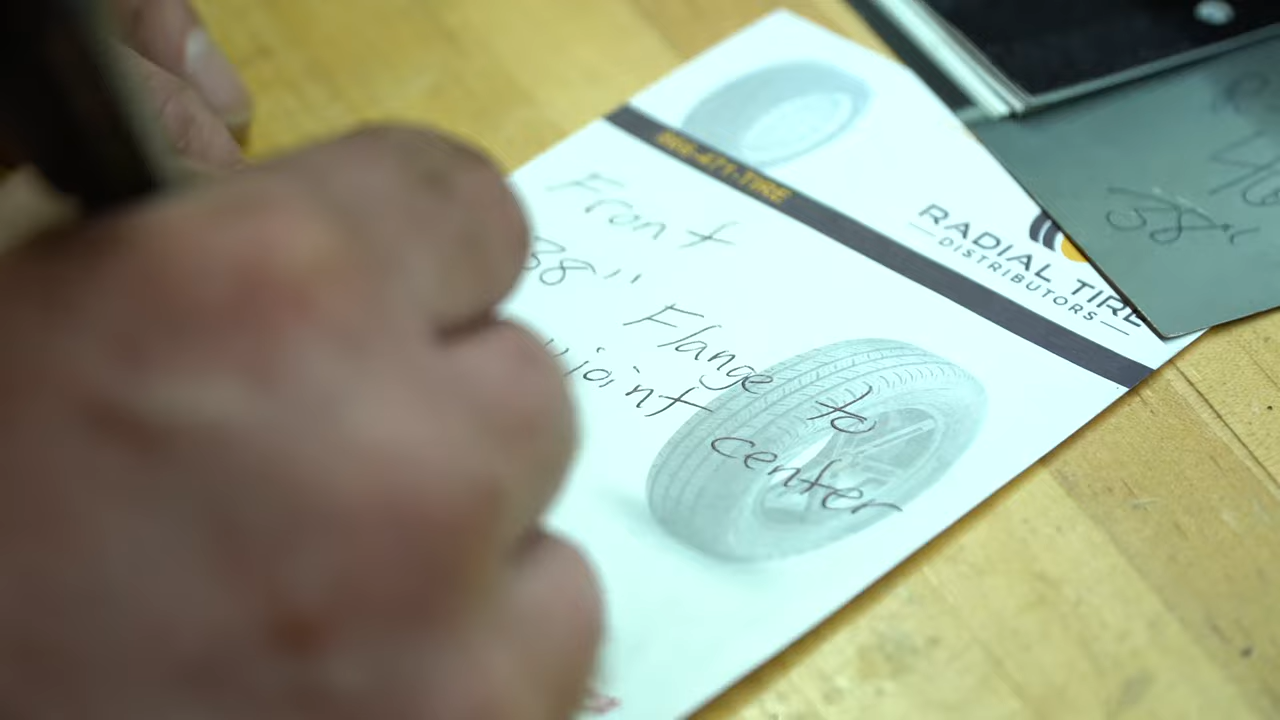 RADIAL TIRE
DISTRIBUTORS
Front
38"
Flange to
u joint center
38"